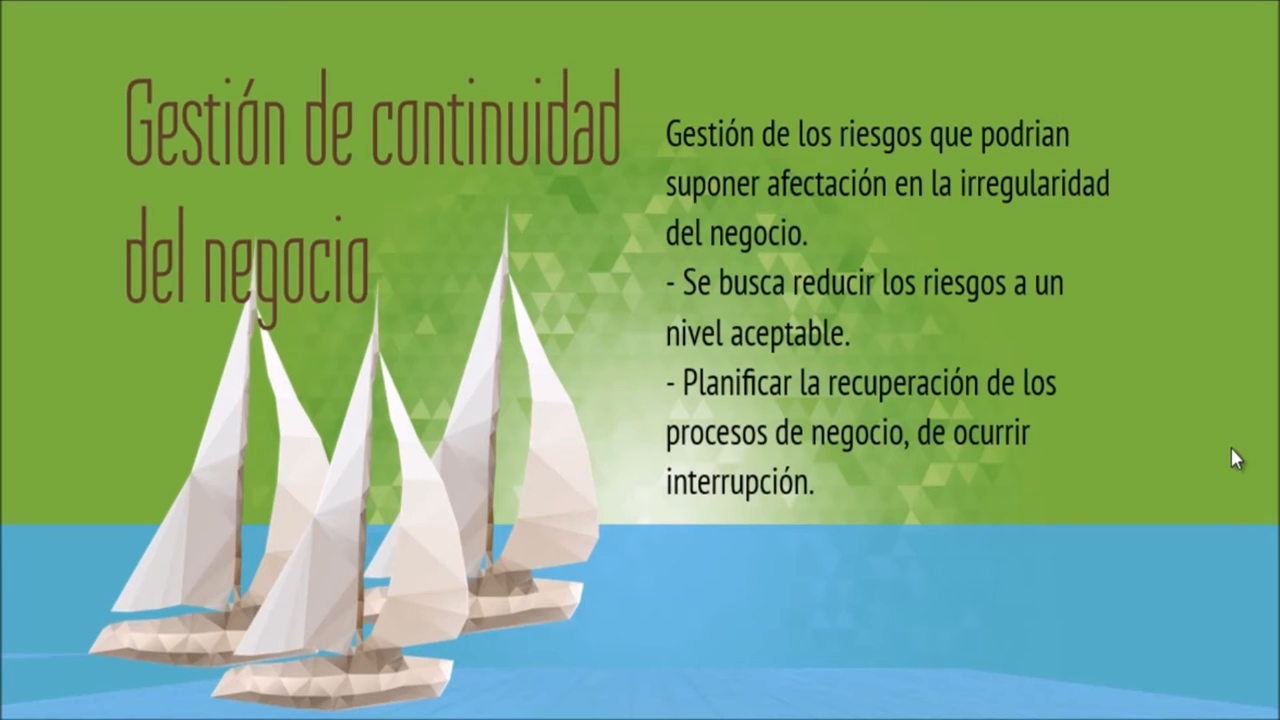 Gestión de continuidad
del negocio
Gestión de los riesgos que podrian
suponer afectación en la irregularidad
del negocio.
- Se busca reducir los riesgos a un
nivel aceptable.
- Planificar la recuperación de los
procesos de negocio, de ocurrir
interrupción.